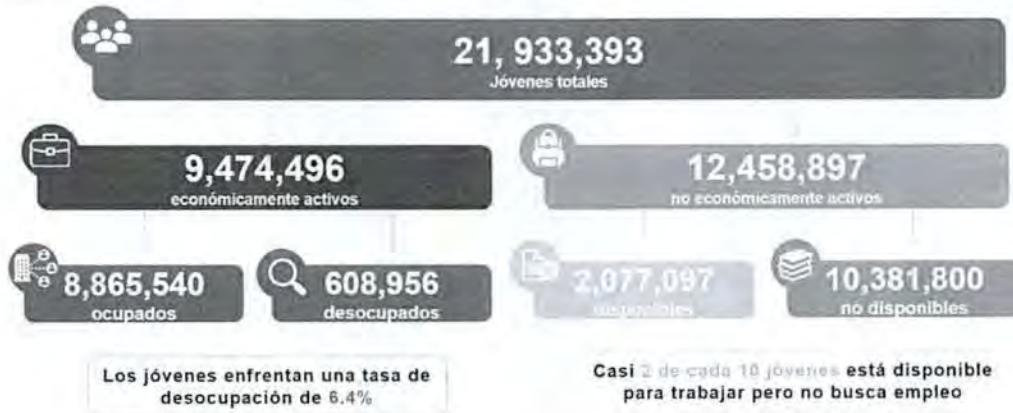 21, 933,393
Jóvenes totales
9,474,496
económicamente activos
12,458,897
no económicamente activos
8,865,540
ocupados
608,956
desocupados
2,077,097
disponibles
10,381,800
no disponibles
Los jóvenes enfrentan una tasa de
desocupación de 6.4%
Casi 2 de cada 10 jóvenes está disponible
para trabajar pero no busca empleo